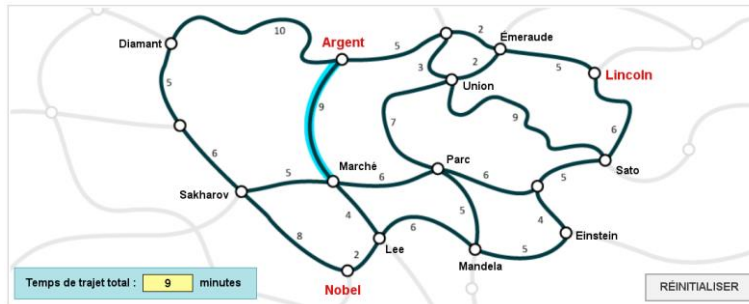 10
Argent
2
Diamant
5
Émeraude
3
2
5
Lincoln
5
Union
9
9
6
7
6
Parc
Sato
5
Marché
6
6
5
Sakharov
4
5
4
8
6
Einstein
Lee
5
2
Mandela
Nobel
Temps de trajet total : 9 minutes
RÉINITIALISER